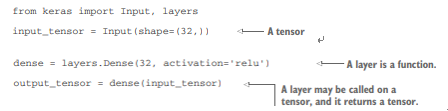 from keras import Input, layers
input_tensor = Input(shape=(32,))
A tensor
dense = layers.Dense(32, activation='relu')
A layer is a function.
output_tensor = dense(input_tensor)
A layer may be called on a
tensor, and it returns a tensor.